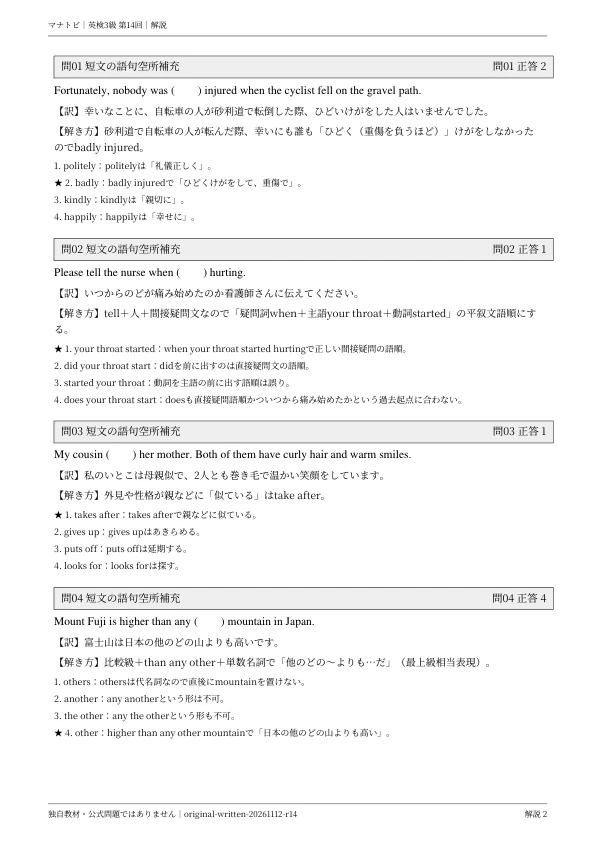 マナトビ｜英検3級 第14回｜解説
問01 短文の語句空所補充 問01 正答 2
Fortunately, nobody was (　　) injured when the cyclist fell on the gravel path.
【訳】幸いなことに、自転車の人が砂利道で転倒した際、ひどいけがをした人はいませんでした。
【解き方】砂利道で自転車の人が転んだ際、幸いにも誰も「ひどく（重傷を負うほど）」けがをしなかった
のでbadly injured。
1. politely：politelyは「礼儀正しく」。
★ 2. badly：badly injuredで「ひどくけがをして、重傷で」。
3. kindly：kindlyは「親切に」。
4. happily：happilyは「幸せに」。
問02 短文の語句空所補充 問02 正答 1
Please tell the nurse when (　　) hurting.
【訳】いつからのどが痛み始めたのか看護師さんに伝えてください。
【解き方】tell＋人＋間接疑問文なので「疑問詞when＋主語your throat＋動詞started」の平叙文語順にす
る。
★ 1. your throat started：when your throat started hurtingで正しい間接疑問の語順。
2. did your throat start：didを前に出すのは直接疑問文の語順。
3. started your throat：動詞を主語の前に出す語順は誤り。
4. does your throat start：doesも直接疑問語順かついつから痛み始めたかという過去起点に合わない。
問03 短文の語句空所補充 問03 正答 1
My cousin (　　) her mother. Both of them have curly hair and warm smiles.
【訳】私のいとこは母親似で、2人とも巻き毛で温かい笑顔をしています。
【解き方】外見や性格が親などに「似ている」はtake after。
★ 1. takes after：takes afterで親などに似ている。
2. gives up：gives upはあきらめる。
3. puts off：puts offは延期する。
4. looks for：looks forは探す。
問04 短文の語句空所補充 問04 正答 4
Mount Fuji is higher than any (　　) mountain in Japan.
【訳】富士山は日本の他のどの山よりも高いです。
【解き方】比較級＋than any other＋単数名詞で「他のどの〜よりも…だ」（最上級相当表現）。
1. others：othersは代名詞なので直後にmountainを置けない。
2. another：any anotherという形は不可。
3. the other：any the otherという形も不可。
★ 4. other：higher than any other mountainで「日本の他のどの山よりも高い」。
独自教材・公式問題ではありません｜original-written-20261112-r14 解説 2